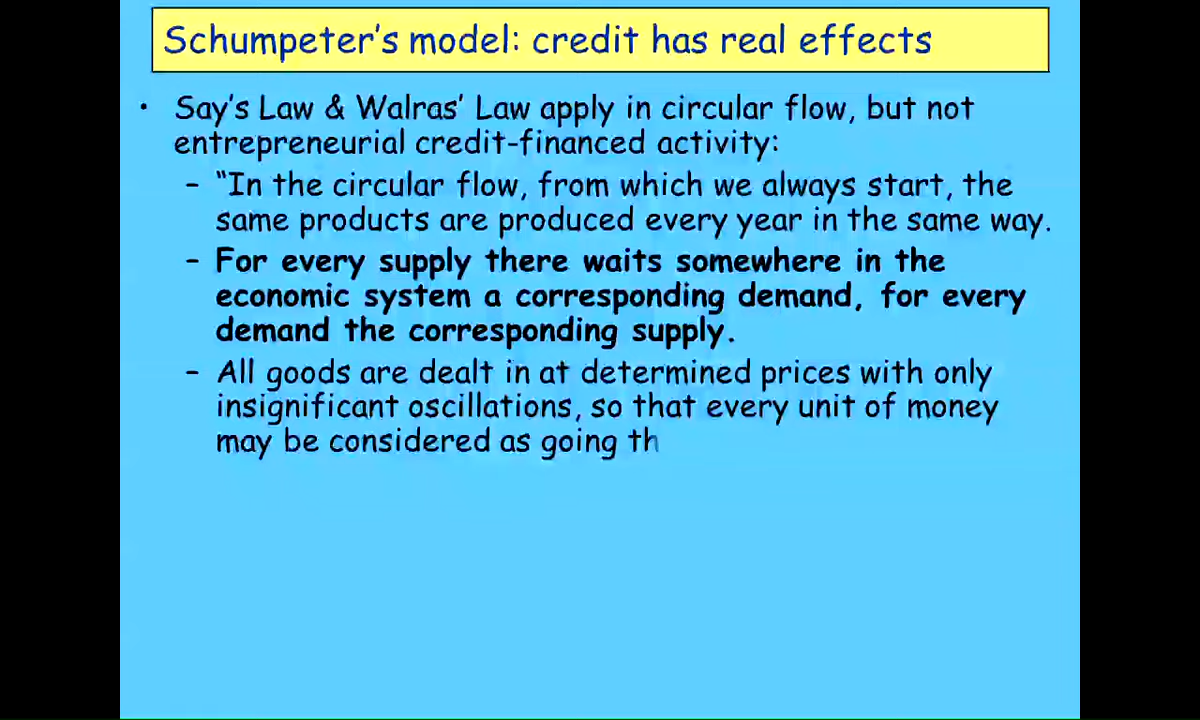 Schumpeter's model: credit has real effects
• Say's Law & Walras' Law apply in circular flow, but not
entrepreneurial credit-financed activity:
– "In the circular flow, from which we always start, the
same products are produced every year in the same way.
– For every supply there waits somewhere in the
economic system a corresponding demand, for every
demand the corresponding supply.
– All goods are dealt in at determined prices with only
insignificant oscillations, so that every unit of money
may be considered as going th